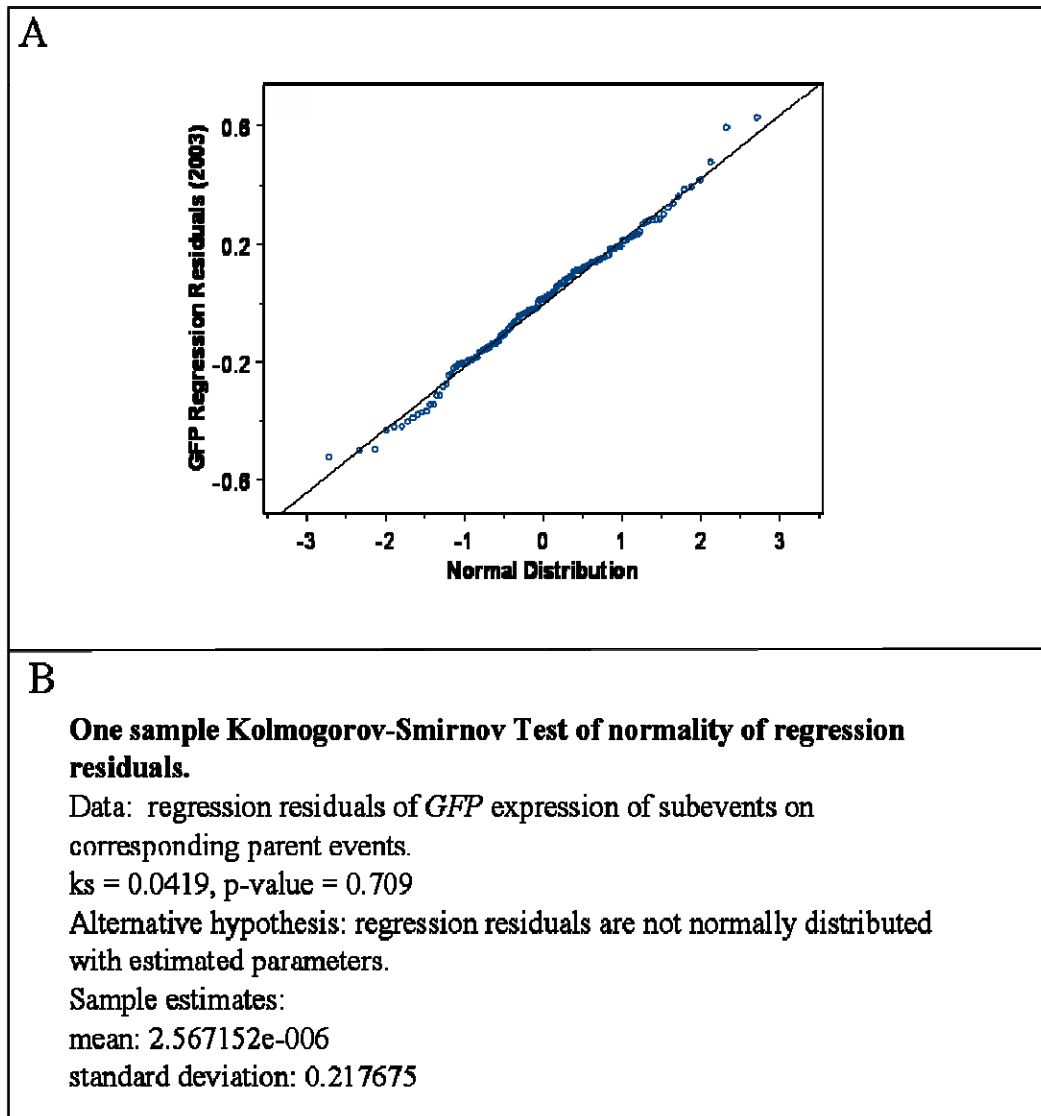 A
GFP Regression Residuals (2003)
0.6
0.2
-0.2
-0.6
-3 -2 -1 0 1 2 3
Normal Distribution
B
One sample Kolmogorov-Smirnov Test of normality of regression
residuals.
Data: regression residuals of GFP expression of subevents on
corresponding parent events.
ks = 0.0419, p-value = 0.709
Alternative hypothesis: regression residuals are not normally distributed
with estimated parameters.
Sample estimates:
mean: 2.567152e-006
standard deviation: 0.217675